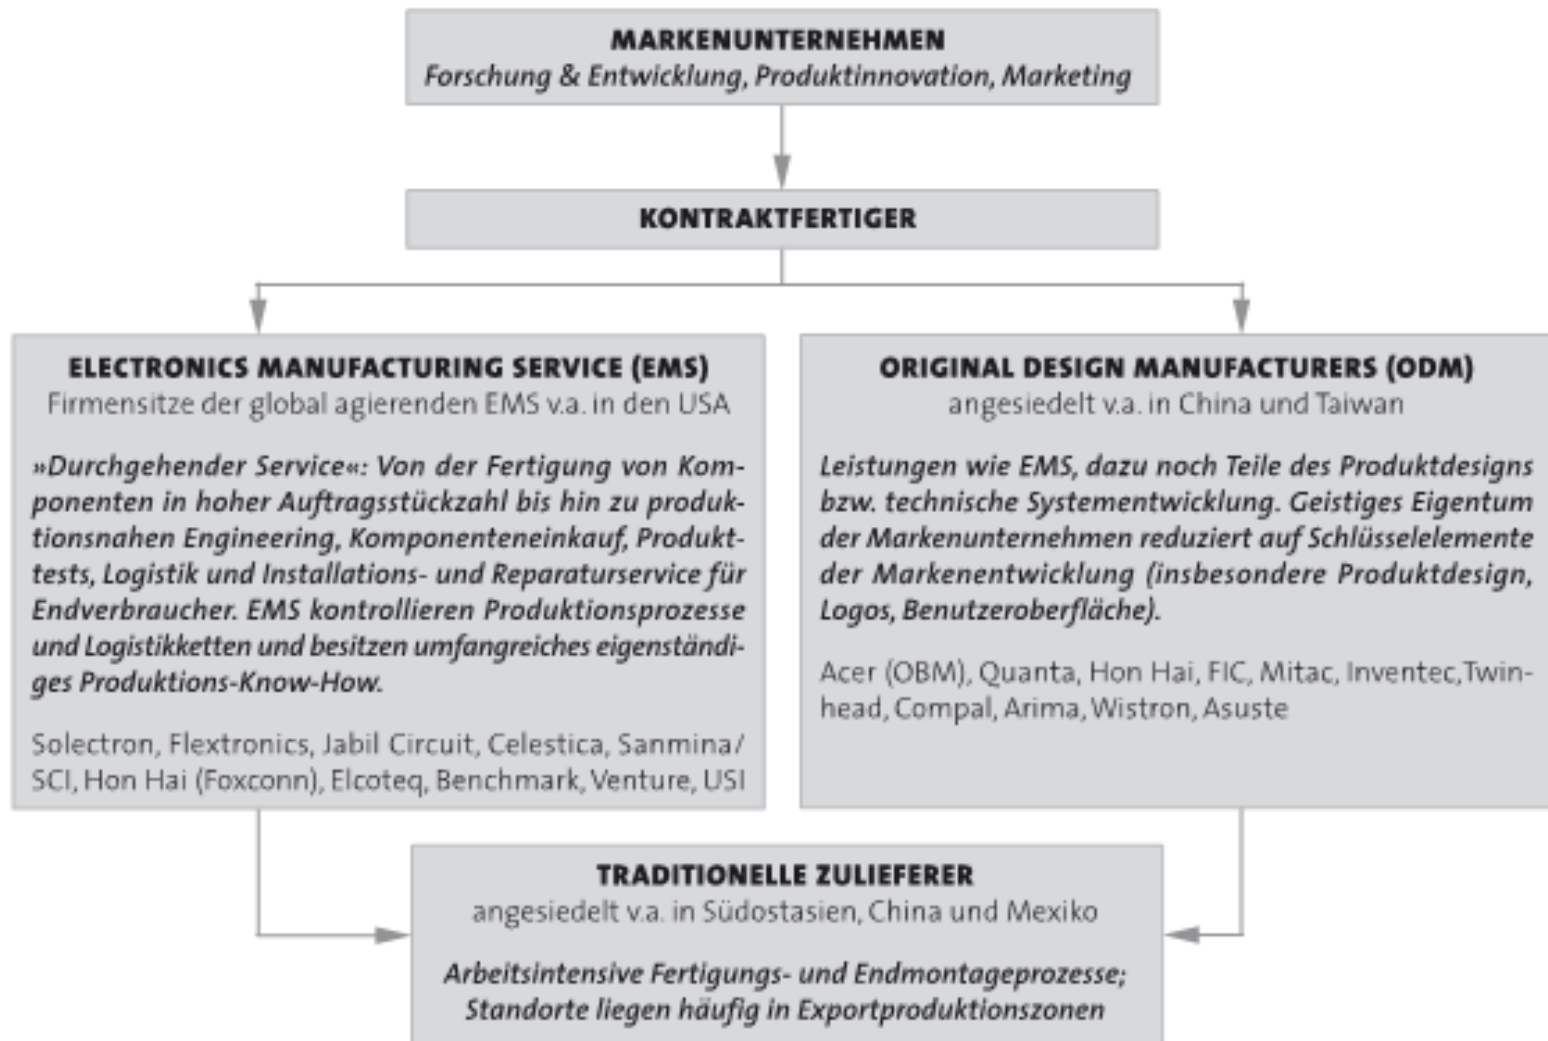 MARKENUNTERNEHMEN
Forschung & Entwicklung, Produktinnovation, Marketing
KONTRAKTFERTIGER
ELECTRONICS MANUFACTURING SERVICE (EMS)
Firmensitze der global agierenden EMS v.a. in den USA
»Durchgehender Service«: Von der Fertigung von Kom-
ponenten in hoher Auftragsstückzahl bis hin zu produk-
tionsnahen Engineering, Komponenteneinkauf, Produkt-
tests, Logistik und Installations- und Reparaturservice für
Endverbraucher. EMS kontrollieren Produktionsprozesse
und Logistikketten und besitzen umfangreiches eigenständi-
ges Produktions-Know-How.
Solectron, Flextronics, Jabil Circuit, Celestica, Sanmina/
SCI, Hon Hai (Foxconn), Elcoteq, Benchmark, Venture, USI
ORIGINAL DESIGN MANUFACTURERS (ODM)
angesiedelt v.a. in China und Taiwan
Leistungen wie EMS, dazu noch Teile des Produktdesigns
bzw. technische Systementwicklung. Geistiges Eigentum
der Markenunternehmen reduziert auf Schlüsselelemente
der Markenentwicklung (insbesondere Produktdesign,
Logos, Benutzeroberfläche).
Acer (OBM), Quanta, Hon Hai, FIC, Mitac, Inventec,Twin-
head, Compal, Arima, Wistron, Asuste
TRADITIONELLE ZULIEFERER
angesiedelt v.a. in Südostasien, China und Mexiko
Arbeitsintensive Fertigungs- und Endmontageprozesse;
Standorte liegen häufig in Exportproduktionszonen